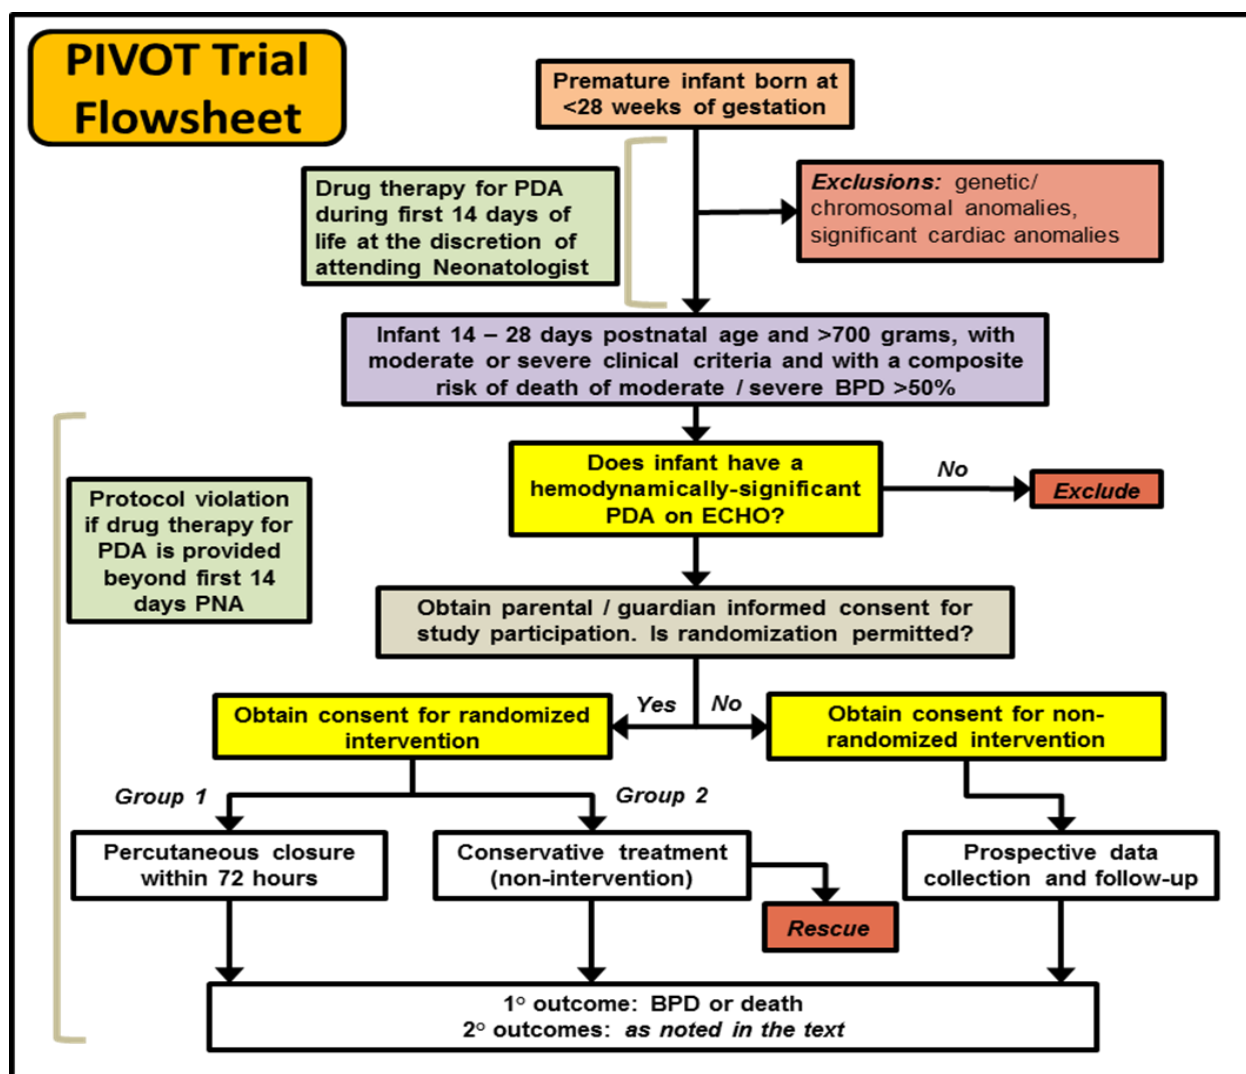 PIVOT Trial
Flowsheet
Premature infant born at
<28 weeks of gestation
Drug therapy for PDA
during first 14 days of
life at the discretion of
attending Neonatologist
Exclusions: genetic/
chromosomal anomalies,
significant cardiac anomalies
Infant 14 – 28 days postnatal age and >700 grams, with
moderate or severe clinical criteria and with a composite
risk of death of moderate / severe BPD >50%
Does infant have a
hemodynamically-significant
PDA on ECHO?
No
Exclude
Protocol violation
if drug therapy for
PDA is provided
beyond first 14
days PNA
Obtain parental / guardian informed consent for
study participation. Is randomization permitted?
Yes
No
Obtain consent for randomized
intervention
Obtain consent for non-
randomized intervention
Group 1
Group 2
Percutaneous closure
within 72 hours
Conservative treatment
(non-intervention)
Prospective data
collection and follow-up
Rescue
1° outcome: BPD or death
2° outcomes: as noted in the text